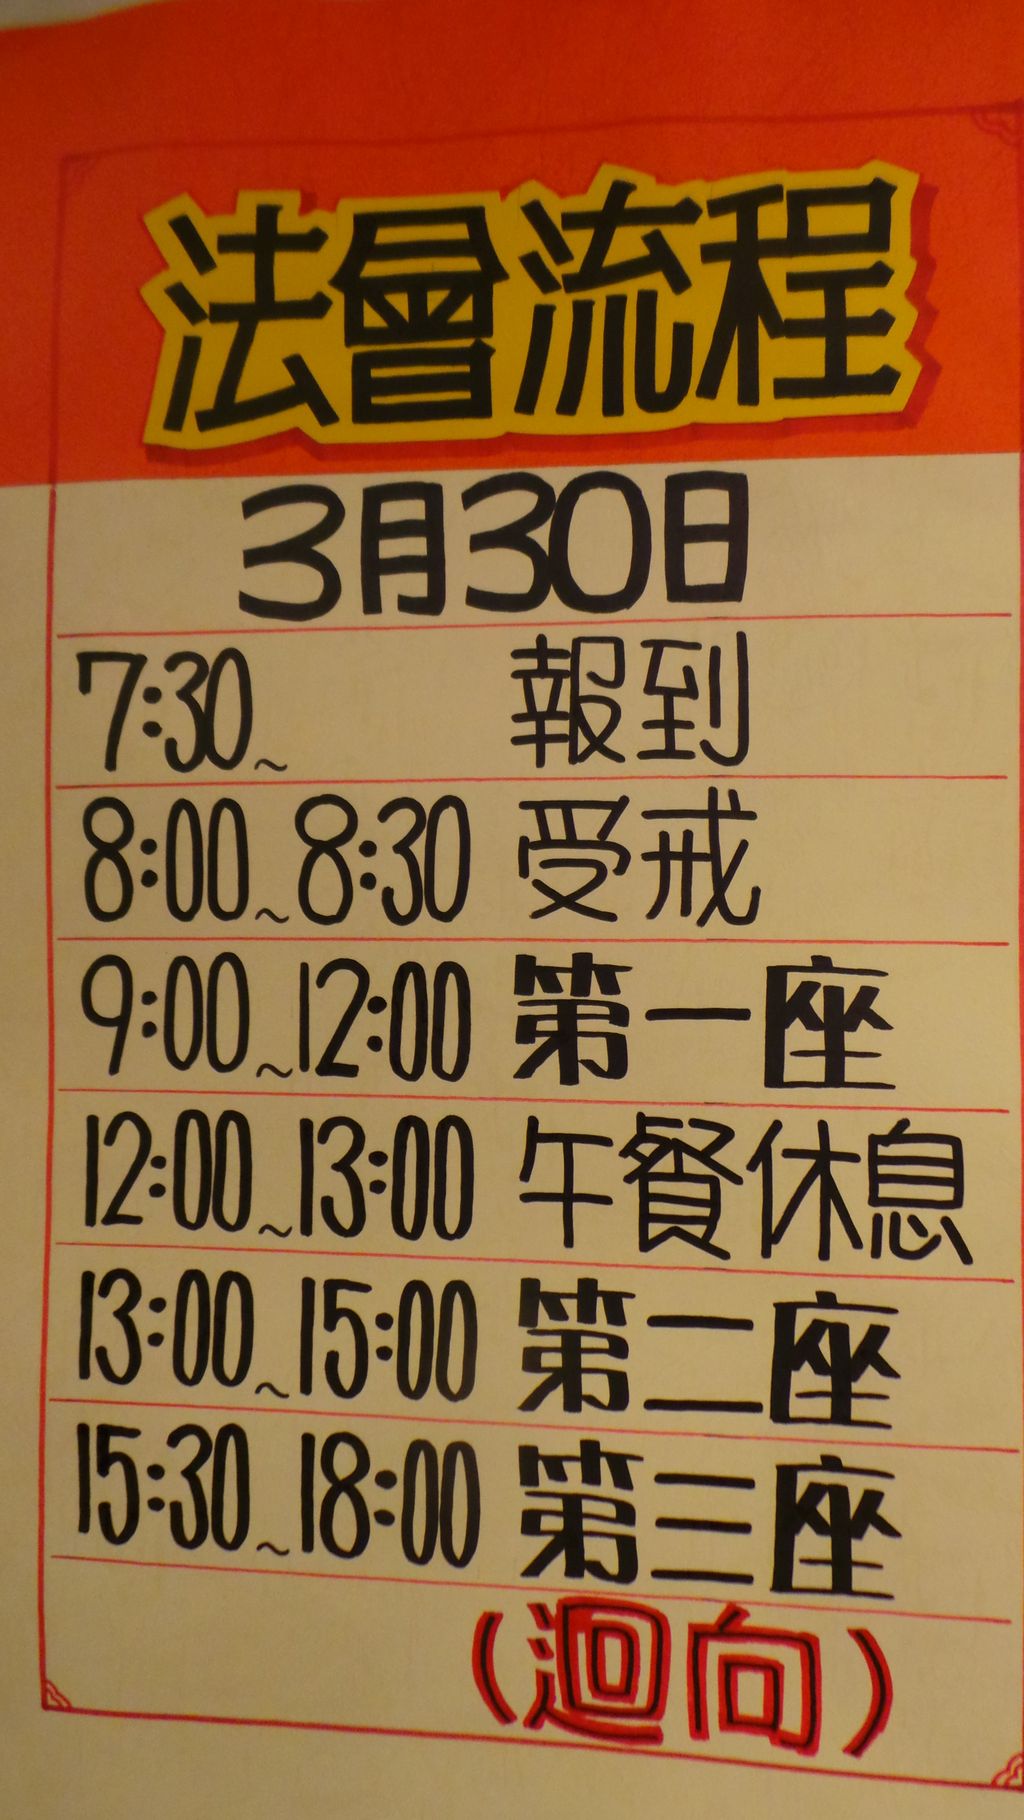 法會流程
3月30日
7:30~ 報到
8:00~8:30 受戒
9:00~12:00 第一座
12:00~13:00 午餐休息
13:00~15:00 第二座
15:30~18:00 第三座
(迴向)